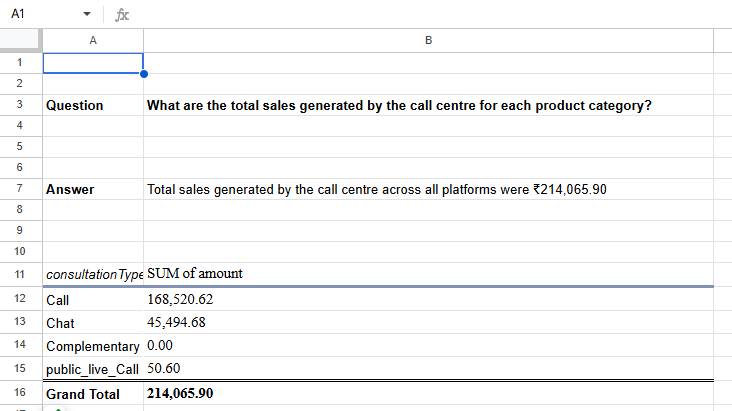 A1 fx
A B
1
2
3 Question What are the total sales generated by the call centre for each product category?
4
5
6
7 Answer Total sales generated by the call centre across all platforms were ₹214,065.90
8
9
10
11 consultationType SUM of amount
12 Call 168,520.62
13 Chat 45,494.68
14 Complementary 0.00
15 public_live_Call 50.60
16 Grand Total 214,065.90